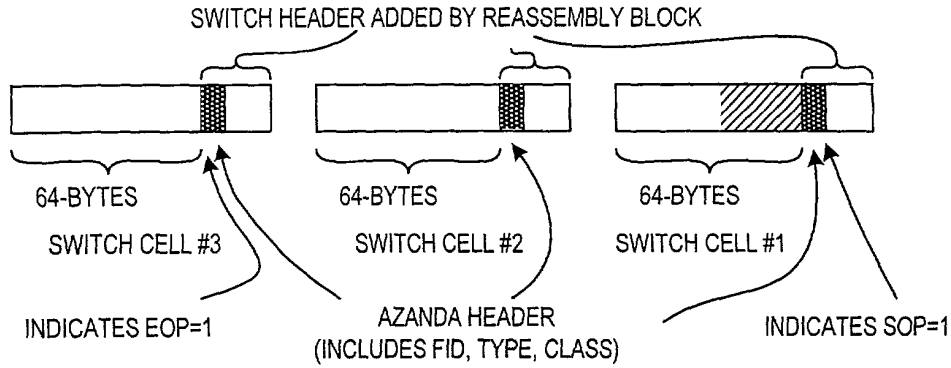 SWITCH HEADER ADDED BY REASSEMBLY BLOCK
64-BYTES
64-BYTES
64-BYTES
SWITCH CELL #3
SWITCH CELL #2
SWITCH CELL #1
INDICATES EOP=1
AZANDA HEADER
(INCLUDES FID, TYPE, CLASS)
INDICATES SOP=1